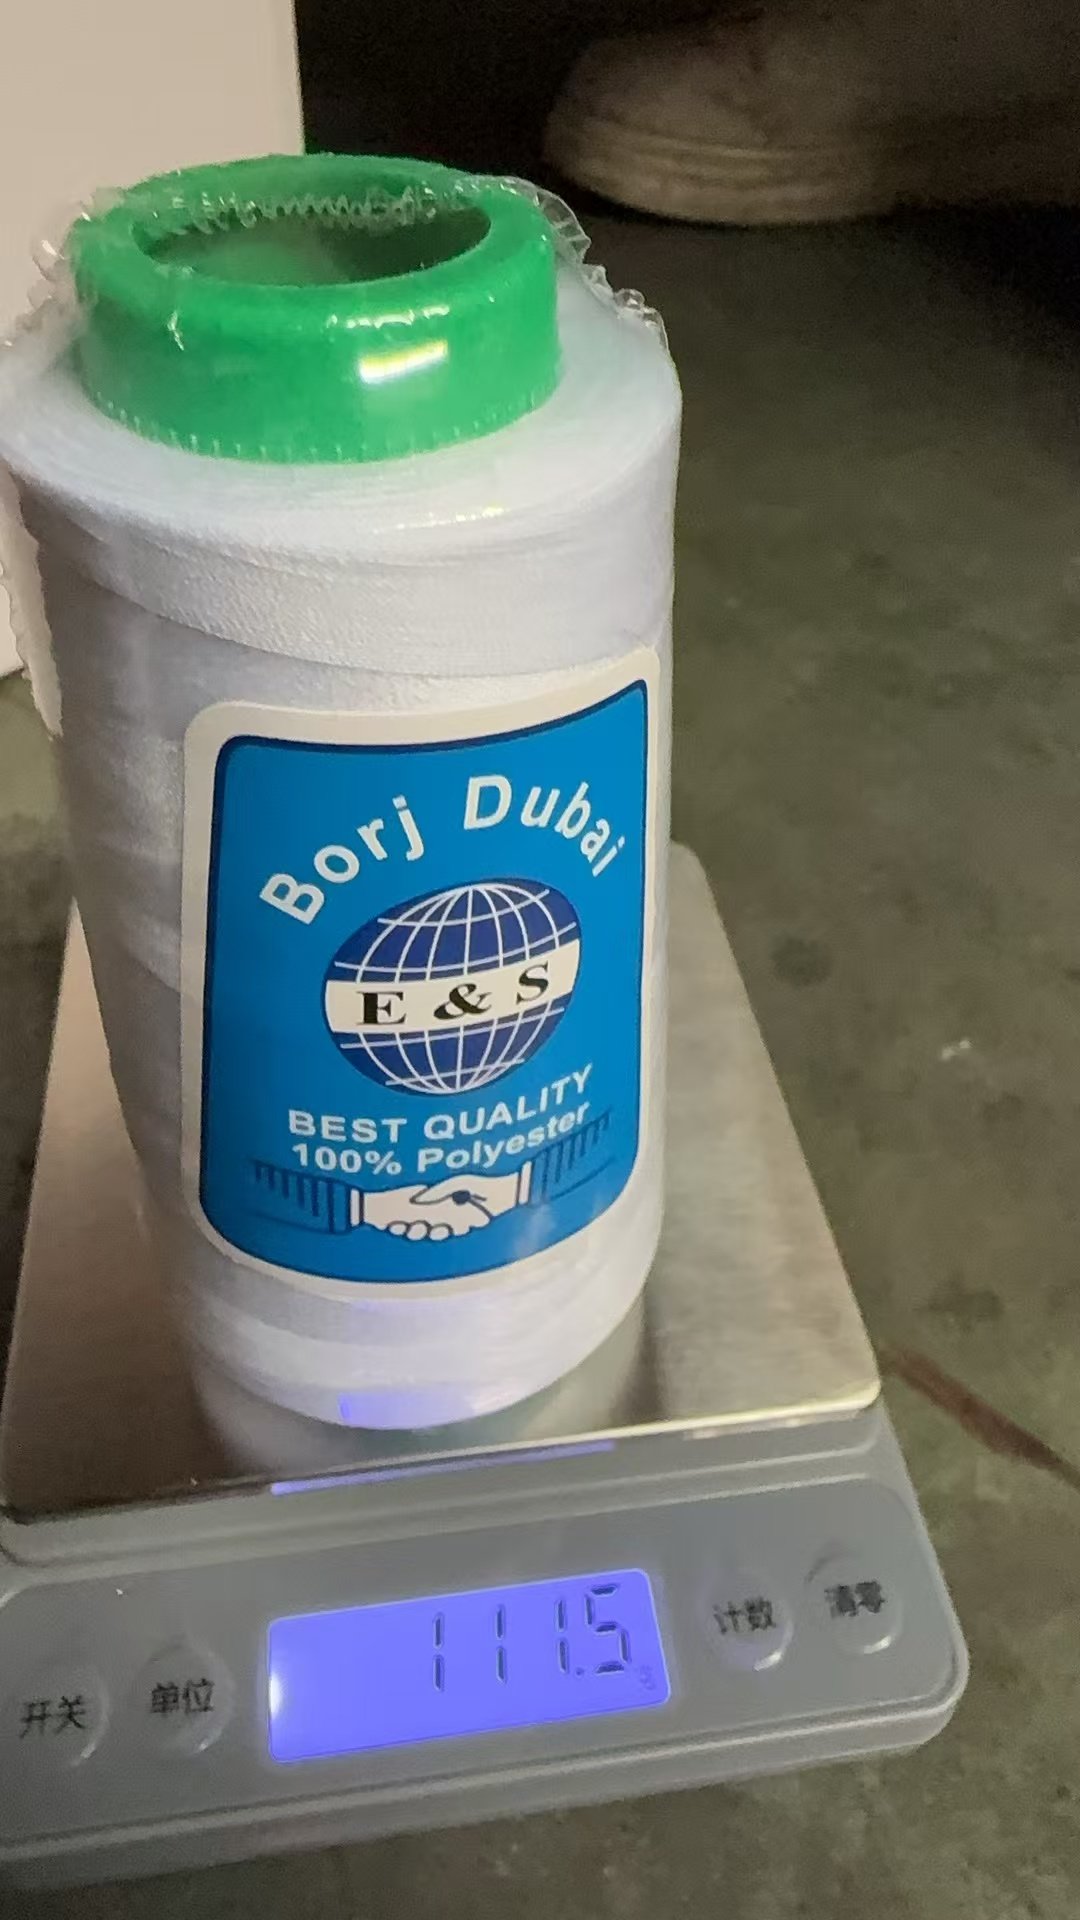 Borj Dubai
E & S
BEST QUALITY
100% Polyester
111.5
开关
单位
计数
清零